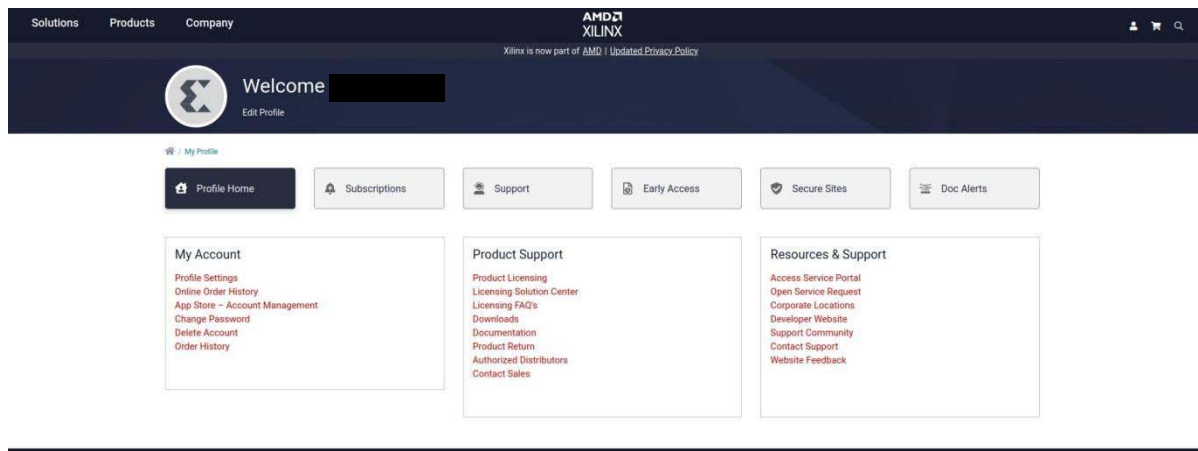 Solutions Products Company
AMD
XILINX
Xilinx is now part of AMD | Updated Privacy Policy
Welcome
Edit Profile
/ My Profile
Profile Home
Subscriptions
Support
Early Access
Secure Sites
Doc Alerts
My Account
Profile Settings
Online Order History
App Store – Account Management
Change Password
Delete Account
Order History
Product Support
Product Licensing
Licensing Solution Center
Licensing FAQ's
Downloads
Documentation
Product Return
Authorized Distributors
Contact Sales
Resources & Support
Access Service Portal
Open Service Request
Corporate Locations
Developer Website
Support Community
Contact Support
Website Feedback